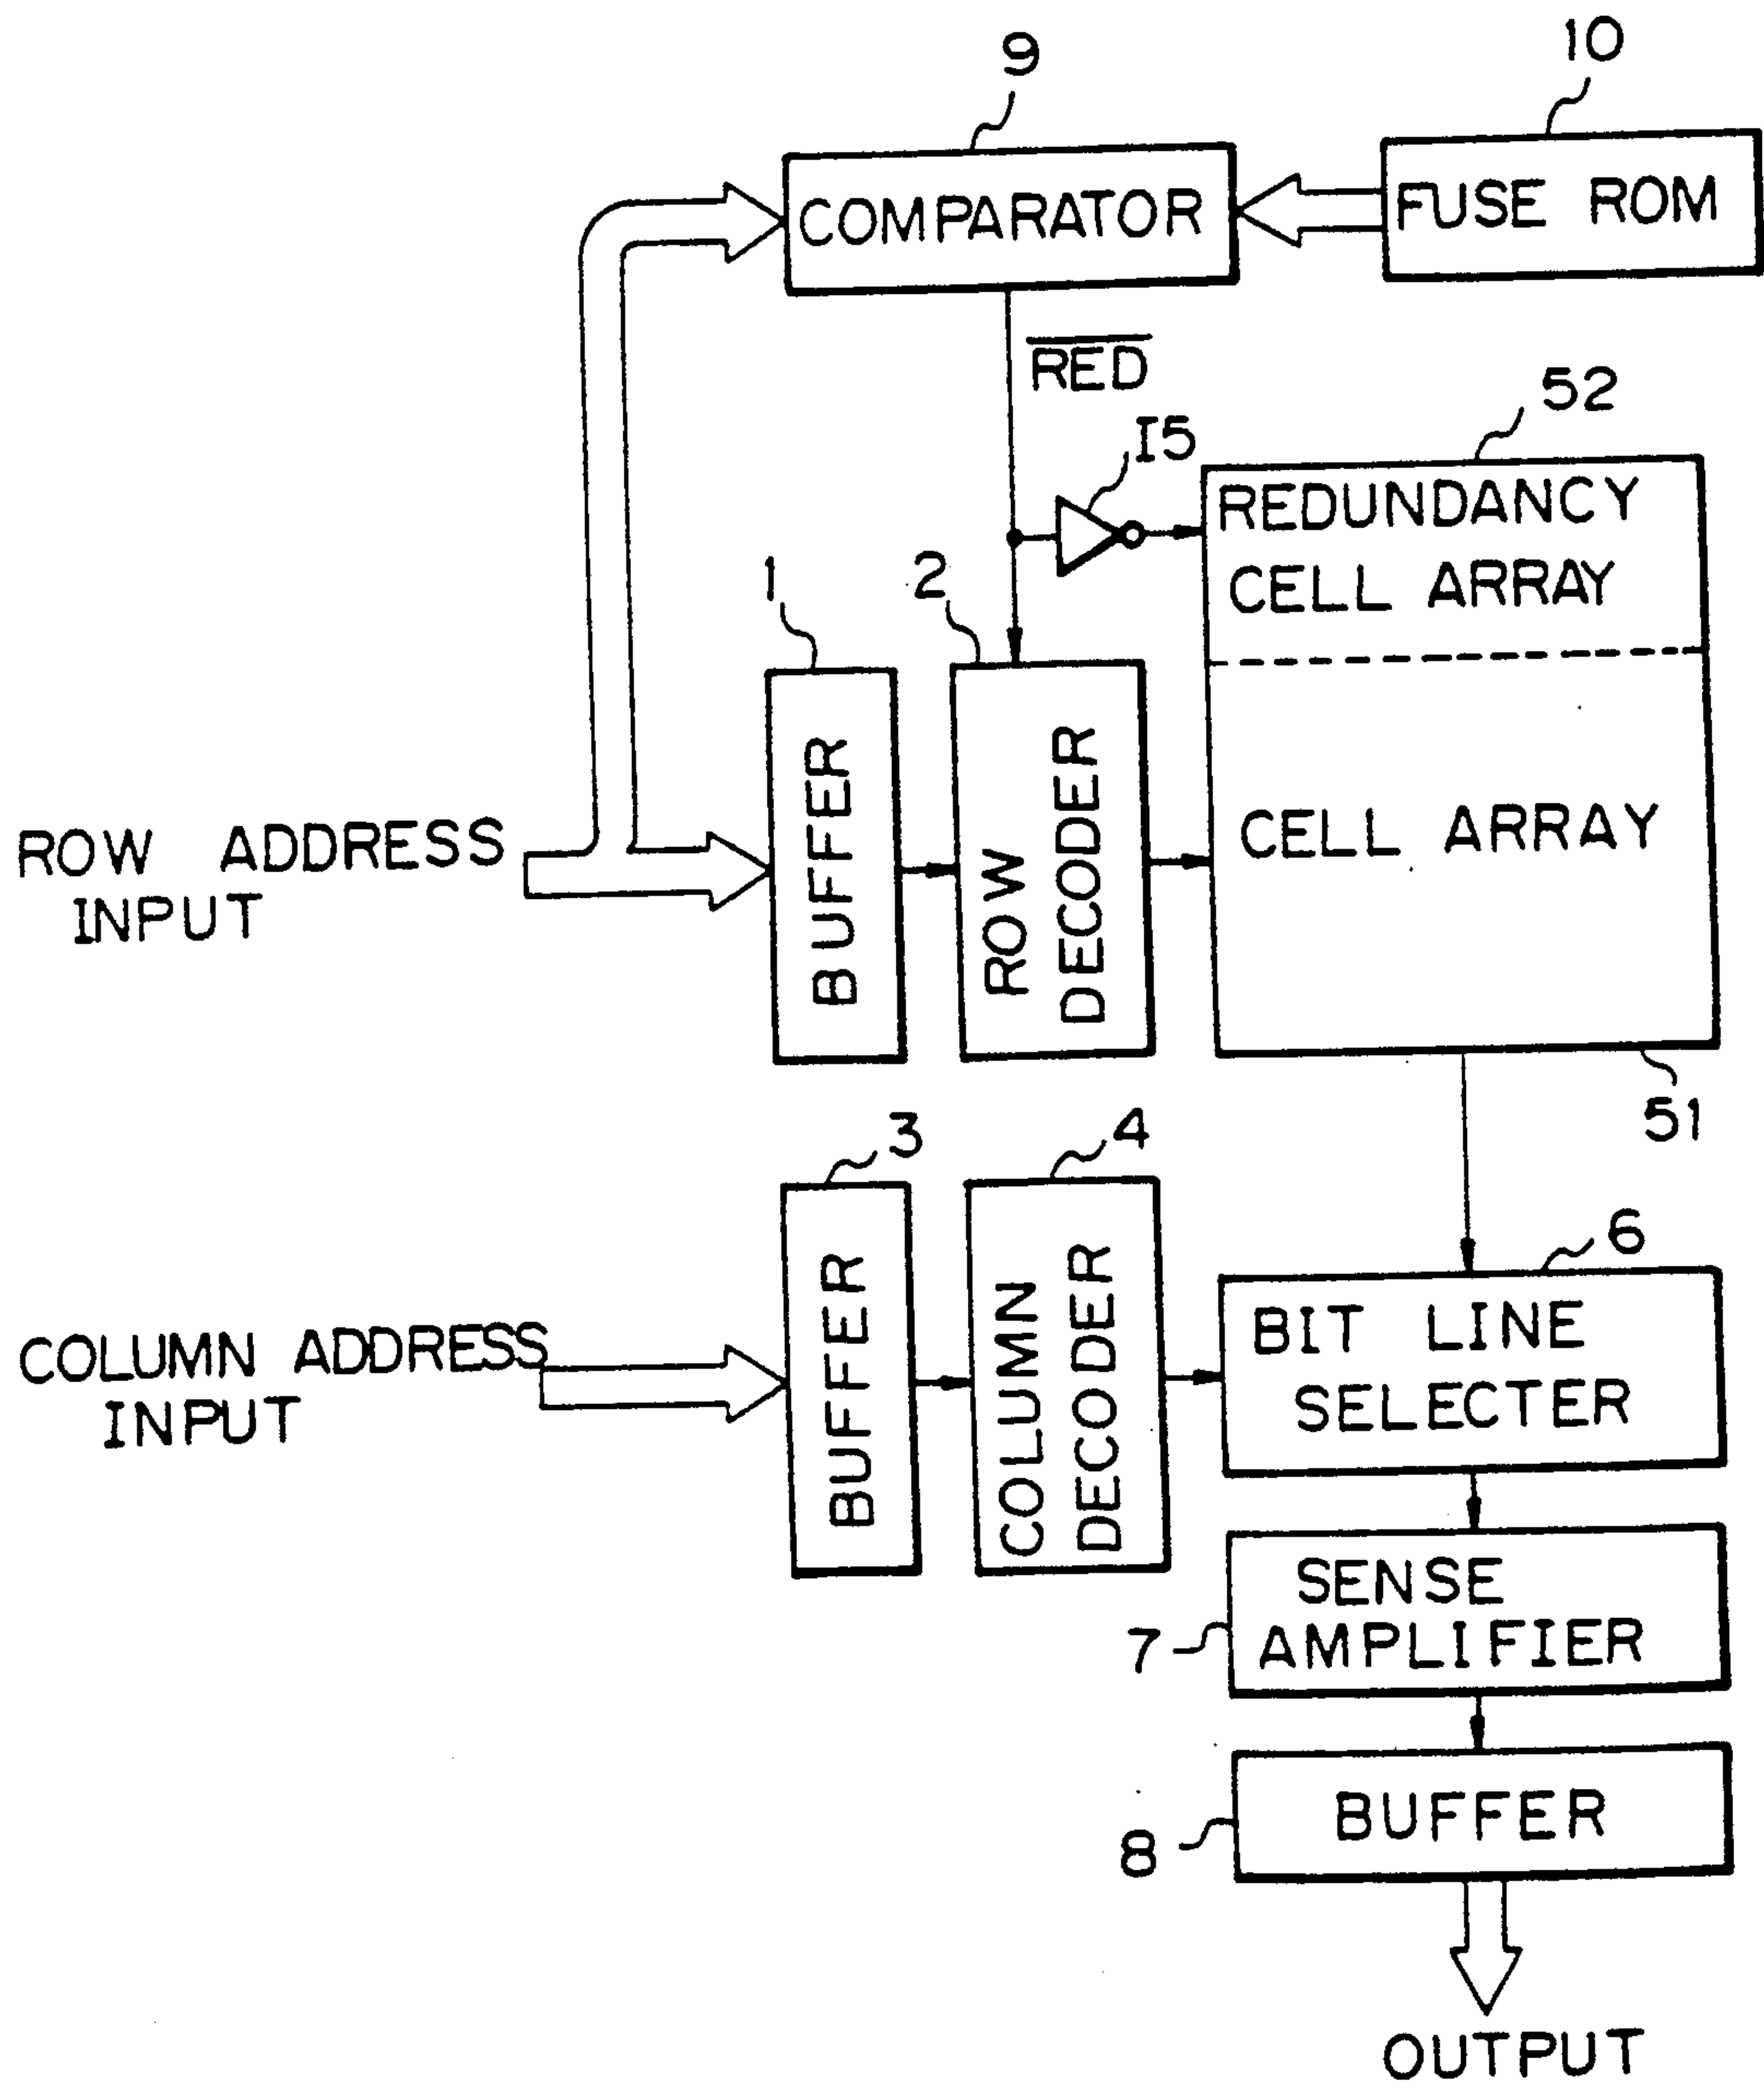 9
10
COMPARATOR
FUSE ROM
RED
52
I5
REDUNDANCY
CELL ARRAY
1
2
BUFFER
ROW
DECODER
CELL ARRAY
ROW ADDRESS
INPUT
51
3
4
6
BUFFER
COLUMN
DECODER
BIT LINE
SELECTER
COLUMN ADDRESS
INPUT
SENSE
AMPLIFIER
7
BUFFER
8
OUTPUT